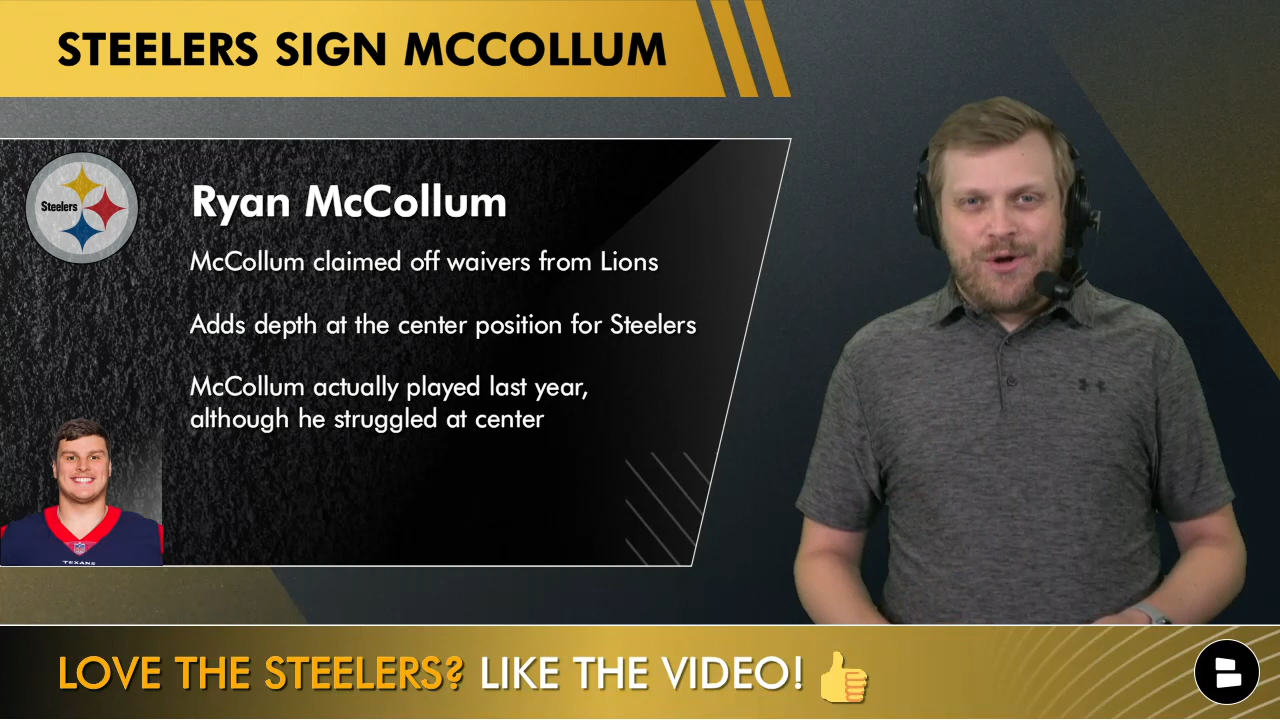 STEELERS SIGN MCCOLLUM
Steelers
Ryan McCollum
McCollum claimed off waivers from Lions
Adds depth at the center position for Steelers
McCollum actually played last year,
although he struggled at center
TEXANS
LOVE THE STEELERS? LIKE THE VIDEO!